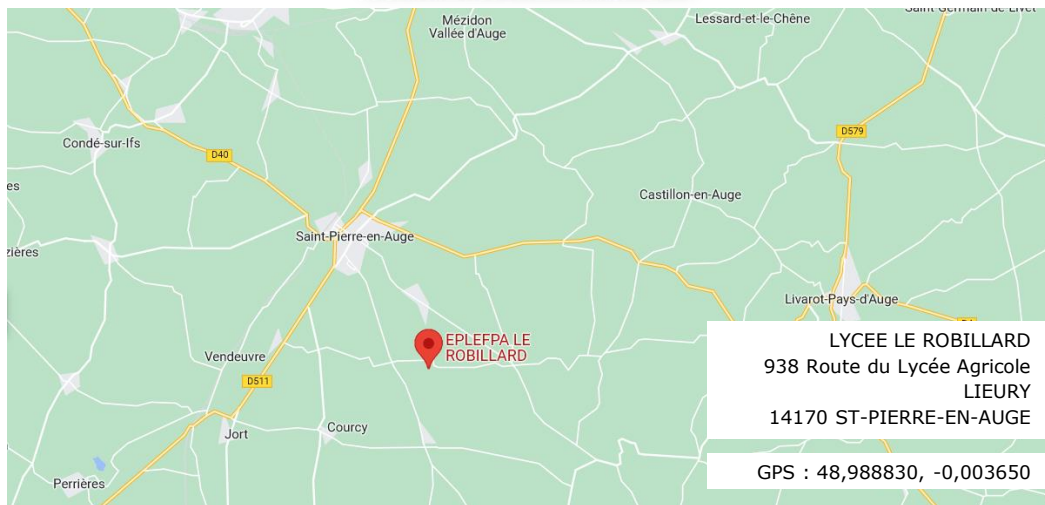 Saint-Germain-de-Livet
Mézidon
Vallée d'Auge
Lessard-et-le-Chêne
D579
Condé-sur-Ifs
D40
es
Castillon-en-Auge
Saint-Pierre-en-Auge
zières
Livarot-Pays-d'Auge
EPLEFPA LE
ROBILLARD
Vendeuvre
D511
Jort
Courcy
Perrières
LYCEE LE ROBILLARD
938 Route du Lycée Agricole
LIEURY
14170 ST-PIERRE-EN-AUGE
GPS : 48,988830, -0,003650